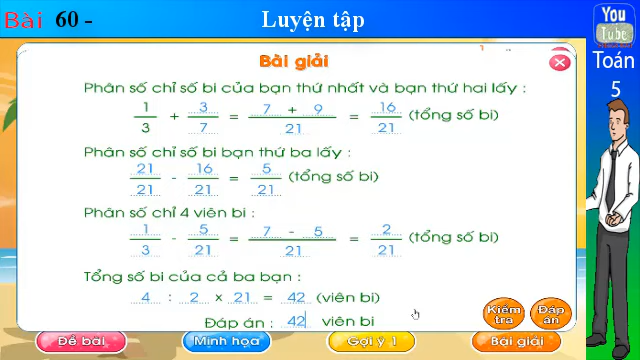 Bài 60 - Luyện tập
You
Tube
Toán
5
Bài giải
Phân số chỉ số bi của bạn thứ nhất và bạn thứ hai lấy :
1/3 + 3/7 = 7 + 9/21 = 16/21 (tổng số bi)
Phân số chỉ số bi bạn thứ ba lấy :
21/21 - 16/21 = 5/21 (tổng số bi)
Phân số chỉ 4 viên bi :
1/3 - 5/21 = 7 - 5/21 = 2/21 (tổng số bi)
Tổng số bi của cả ba bạn :
4 : 2 x 21 = 42 (viên bi)
Đáp án : 42 viên bi
Kiểm tra
Đáp án
Đề bài
Minh họa
Gợi ý 1
Bài giải